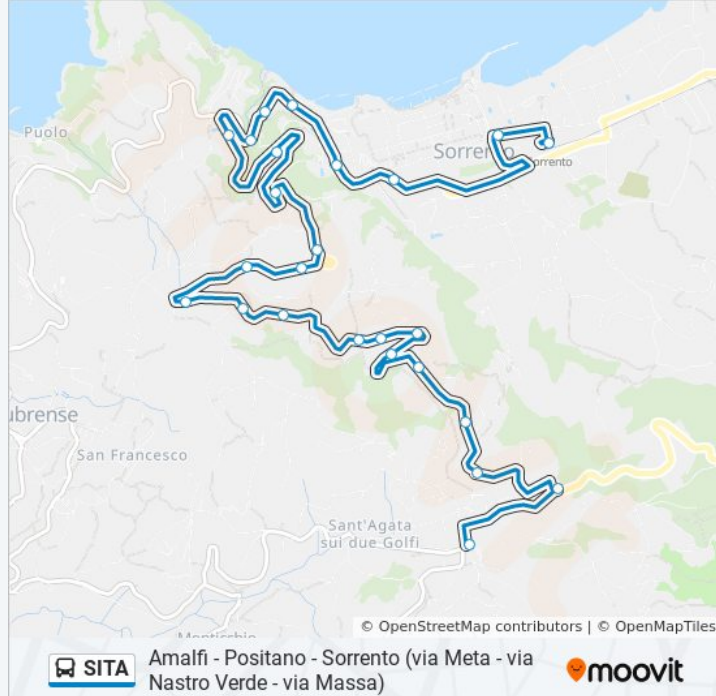 Puolo
Sorrento
Sorrento
ubrense
San Francesco
Sant'Agata
sui due Golfi
Monticchio
© OpenStreetMap contributors | © OpenMapTiles
SITA
Amalfi - Positano - Sorrento (via Meta - via
Nastro Verde - via Massa)
moovit